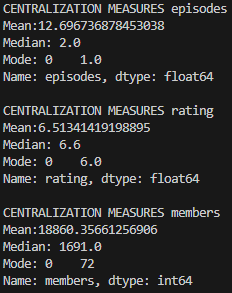 CENTRALIZATION MEASURES episodes
Mean:12.696736878453038
Median: 2.0
Mode: 0    1.0
Name: episodes, dtype: float64

CENTRALIZATION MEASURES rating
Mean:6.51341419198895
Median: 6.6
Mode: 0    6.0
Name: rating, dtype: float64

CENTRALIZATION MEASURES members
Mean:18860.35661256906
Median: 1691.0
Mode: 0    72
Name: members, dtype: int64